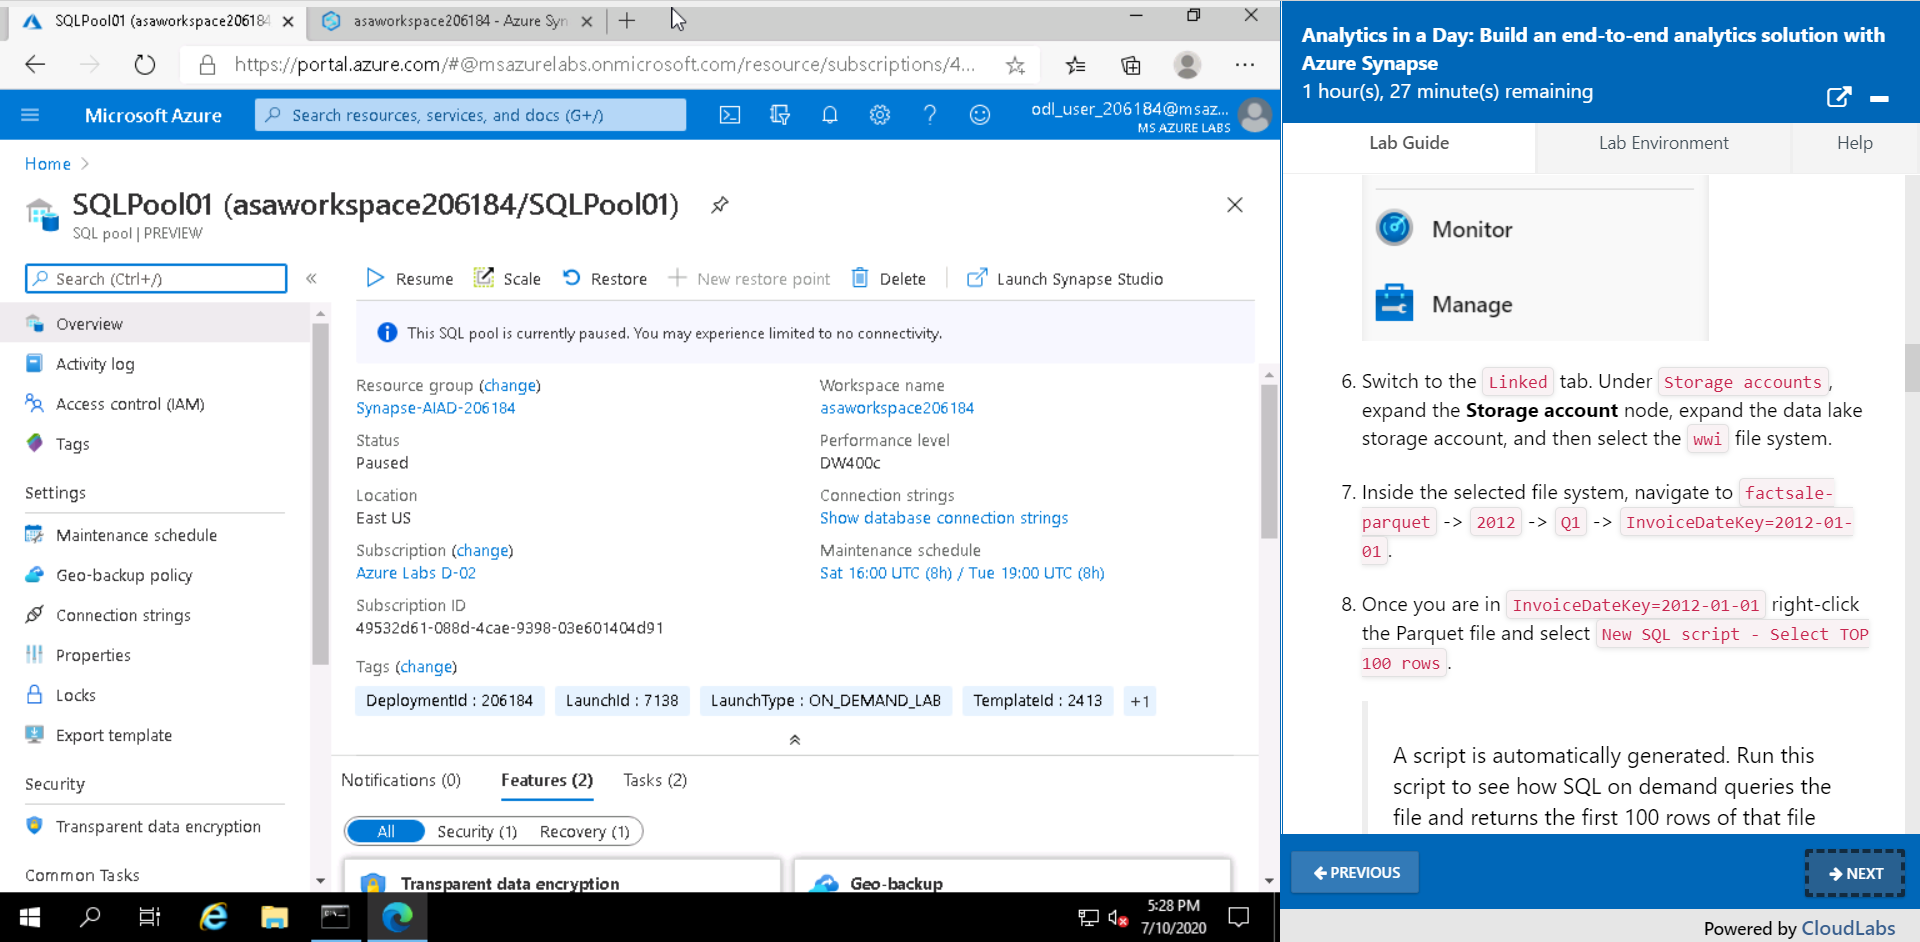 SQLPool01 (asaworkspace206184
asaworkspace206184 - Azure Syn
https://portal.azure.com/#@msazurelabs.onmicrosoft.com/resource/subscriptions/4...
Microsoft Azure
Search resources, services, and docs (G+/)
odl_user_206184@msaz...
MS AZURE LABS
Home
SQLPool01 (asaworkspace206184/SQLPool01)
SQL pool | PREVIEW
Search (Ctrl+/)
Overview
Activity log
Access control (IAM)
Tags
Settings
Maintenance schedule
Geo-backup policy
Connection strings
Properties
Locks
Export template
Security
Transparent data encryption
Common Tasks
Resume
Scale
Restore
New restore point
Delete
Launch Synapse Studio
This SQL pool is currently paused. You may experience limited to no connectivity.
Resource group (change)
Synapse-AIAD-206184
Status
Paused
Location
East US
Subscription (change)
Azure Labs D-02
Subscription ID
49532d61-088d-4cae-9398-03e601404d91
Workspace name
asaworkspace206184
Performance level
DW400c
Connection strings
Show database connection strings
Maintenance schedule
Sat 16:00 UTC (8h) / Tue 19:00 UTC (8h)
Tags (change)
DeploymentId : 206184
LaunchId : 7138
LaunchType : ON_DEMAND_LAB
TemplateId : 2413
+1
Notifications (0)
Features (2)
Tasks (2)
All
Security (1)
Recovery (1)
Transparent data encryption
Geo-backup
5:28 PM
7/10/2020
Analytics in a Day: Build an end-to-end analytics solution with
Azure Synapse
1 hour(s), 27 minute(s) remaining
Lab Guide
Lab Environment
Help
Monitor
Manage
6. Switch to the Linked tab. Under Storage accounts,
expand the Storage account node, expand the data lake
storage account, and then select the wwi file system.
7. Inside the selected file system, navigate to factsale-
parquet -> 2012 -> Q1 -> InvoiceDateKey=2012-01-
01.
8. Once you are in InvoiceDateKey=2012-01-01 right-click
the Parquet file and select New SQL script - Select TOP
100 rows.
A script is automatically generated. Run this
script to see how SQL on demand queries the
file and returns the first 100 rows of that file
PREVIOUS
NEXT
Powered by CloudLabs